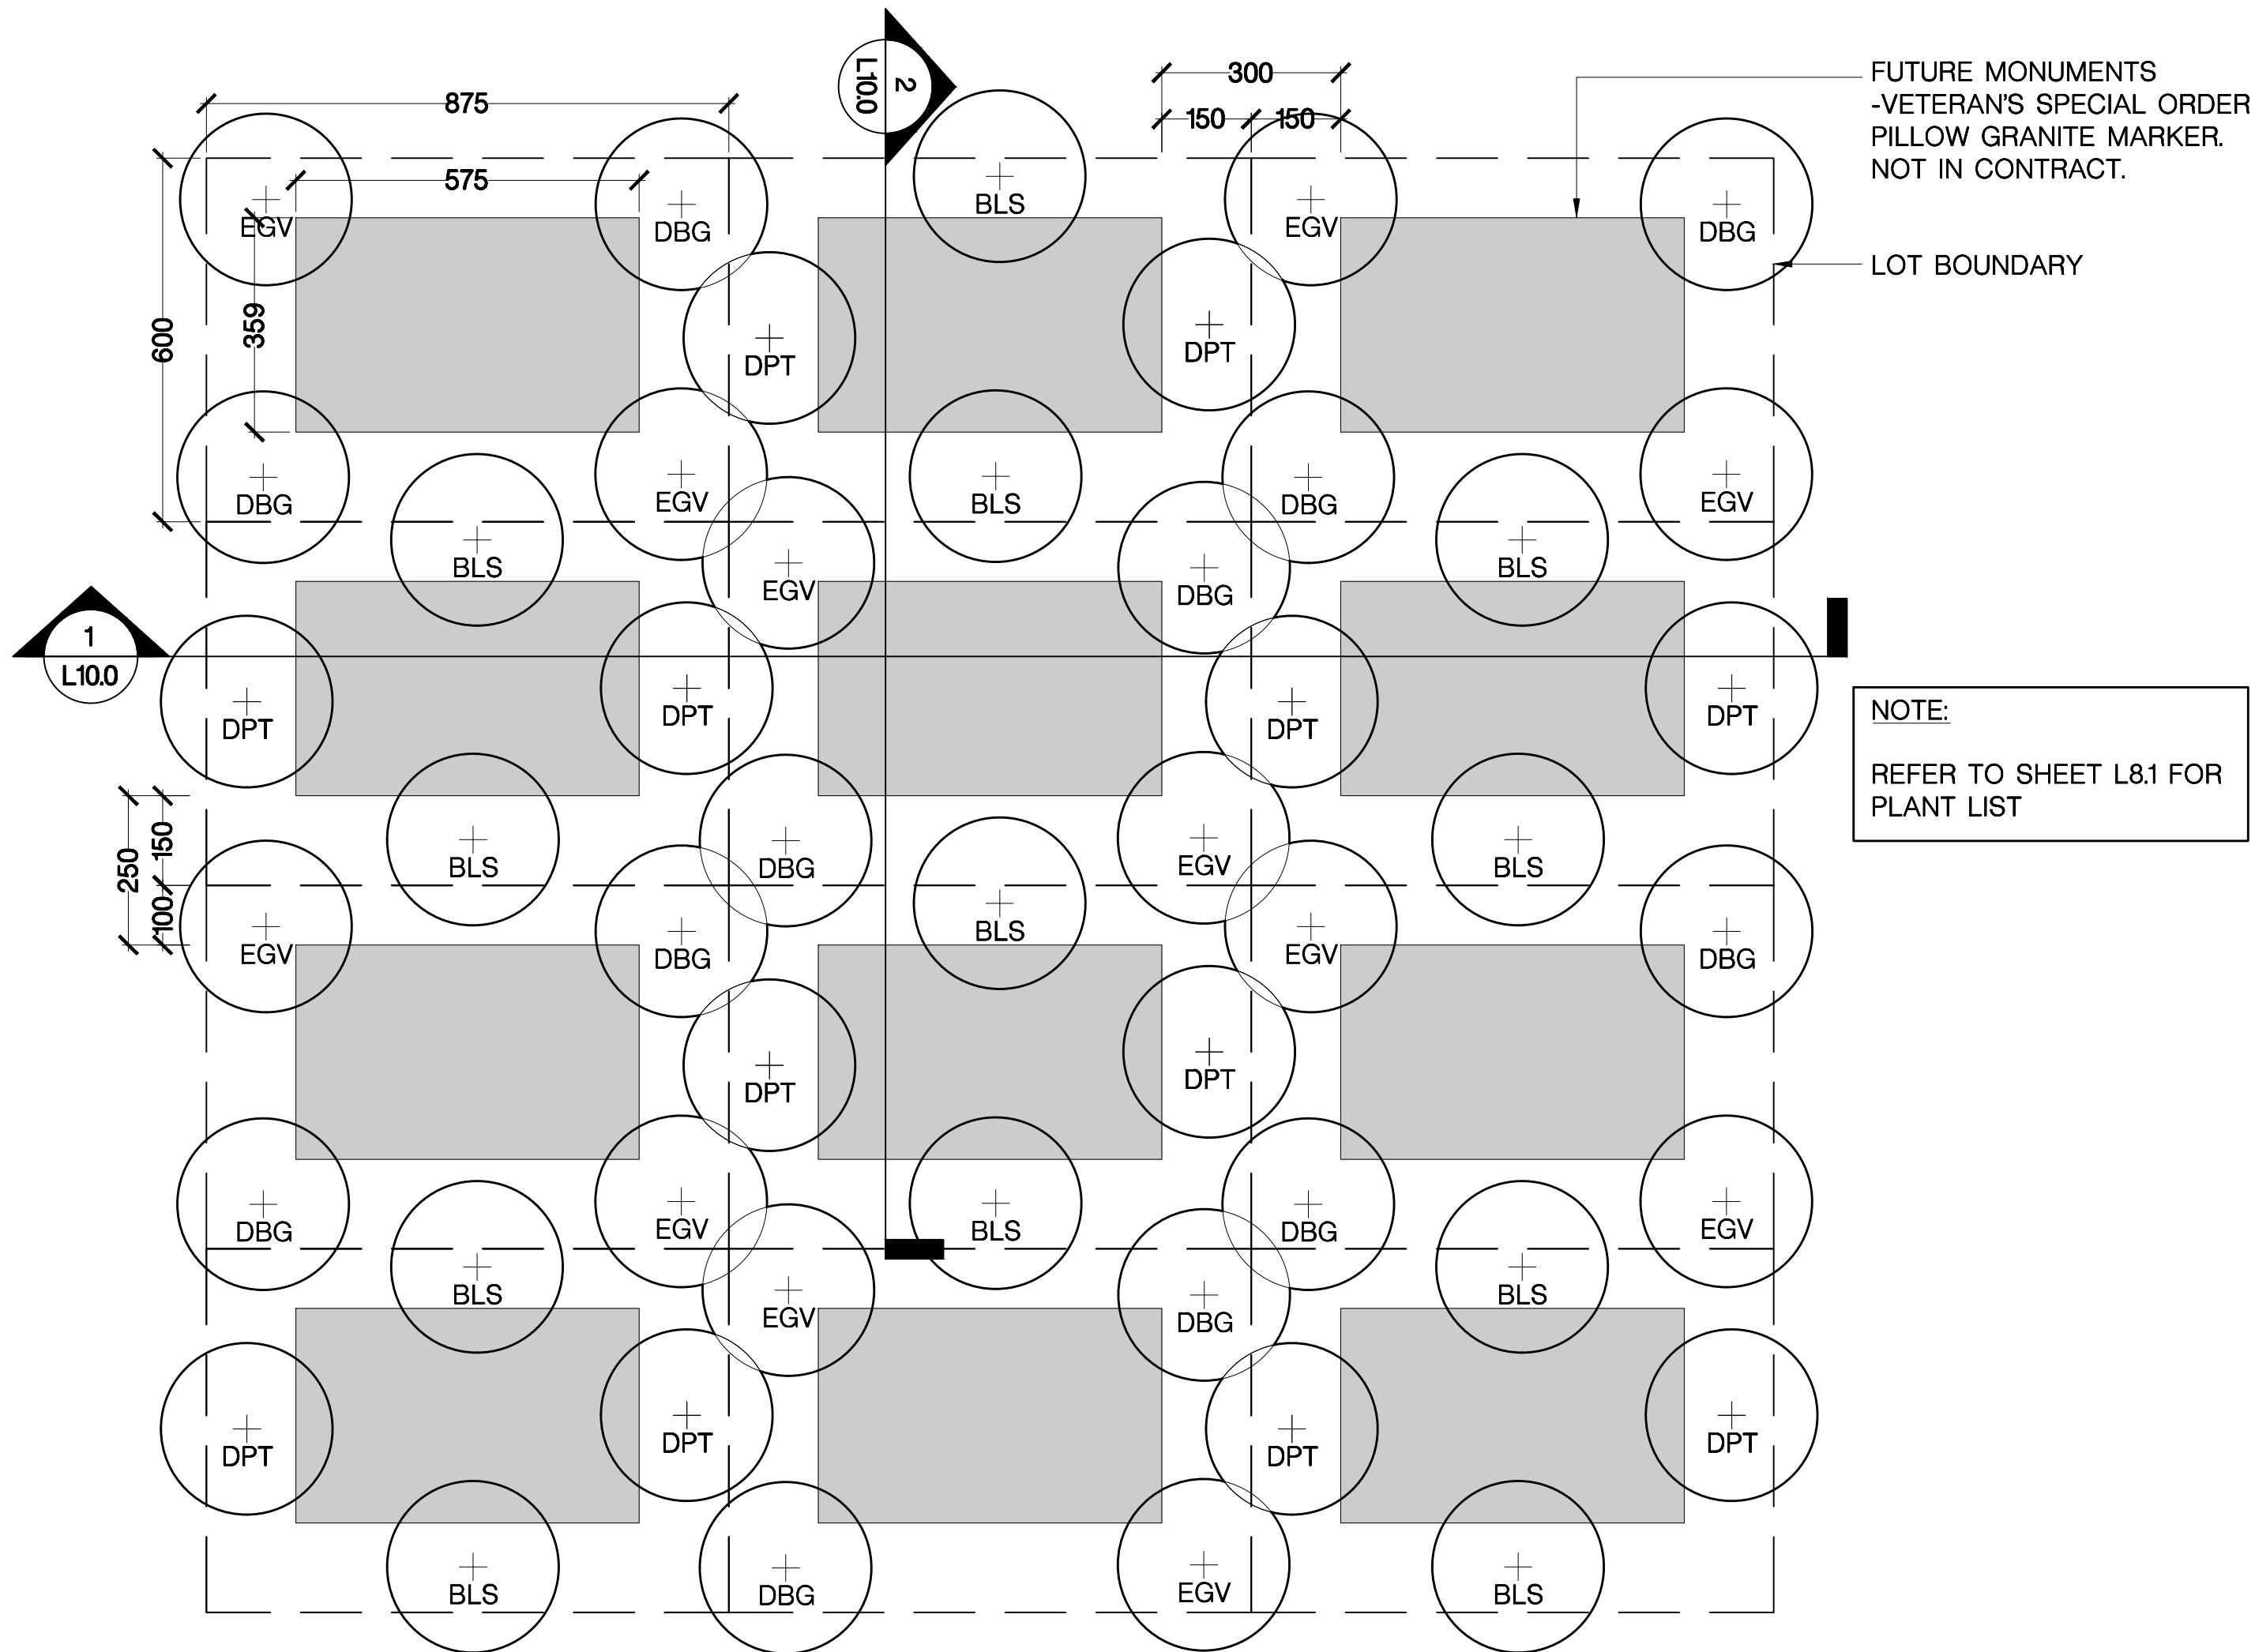 2
L10.0
300
FUTURE MONUMENTS
-VETERAN'S SPECIAL ORDER
PILLOW GRANITE MARKER.
NOT IN CONTRACT.
875
150 150
575
BLS
EGV
DBG
EGV
DBG
LOT BOUNDARY
600
359
DPT
DPT
DBG
EGV
BLS
DBG
EGV
BLS
EGV
DBG
BLS
1
L10.0
DPT
DPT
DPT
DPT
NOTE:
REFER TO SHEET L8.1 FOR
PLANT LIST
250
150
100
BLS
DBG
EGV
BLS
EGV
DBG
BLS
EGV
DBG
DPT
DPT
DBG
EGV
BLS
DBG
EGV
BLS
EGV
DBG
BLS
DPT
DPT
DPT
DPT
BLS
DBG
EGV
BLS